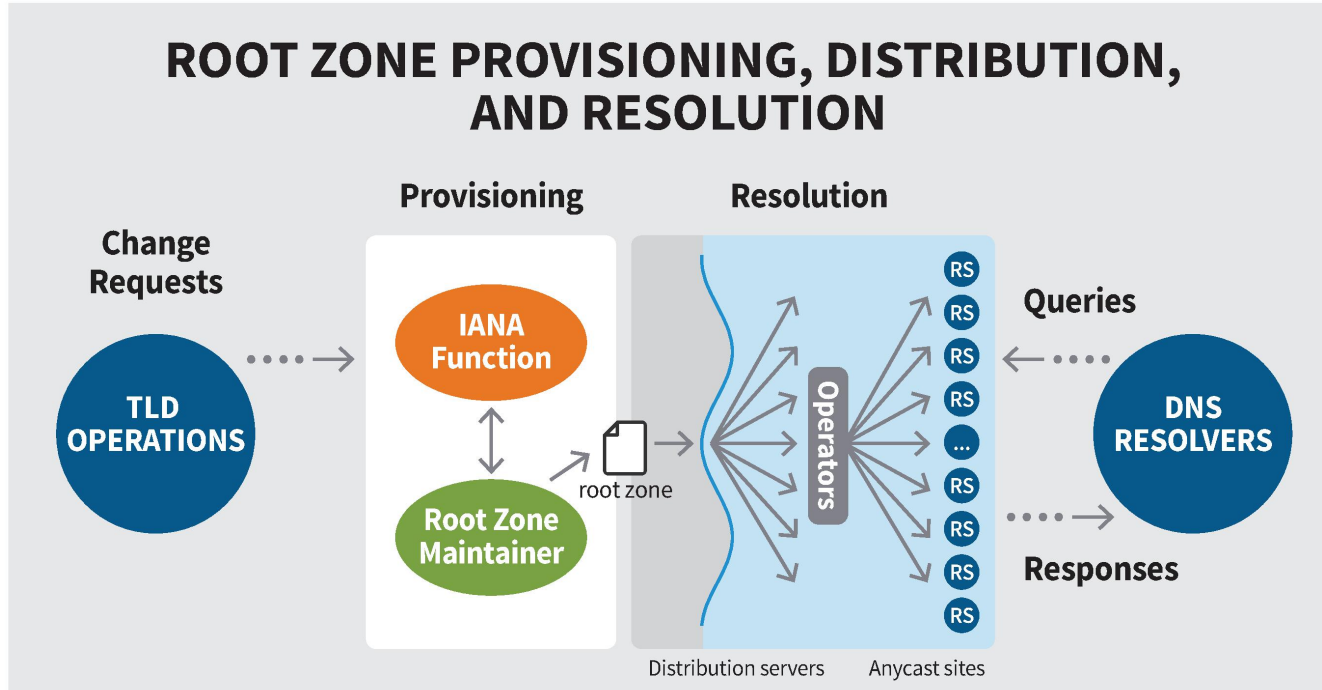 ROOT ZONE PROVISIONING, DISTRIBUTION,
AND RESOLUTION
Provisioning
Resolution
Change
Requests
TLD
OPERATIONS
IANA
Function
Root Zone
Maintainer
root zone
Operators
RS
RS
RS
RS
...
RS
RS
RS
RS
Queries
DNS
RESOLVERS
Responses
Distribution servers
Anycast sites